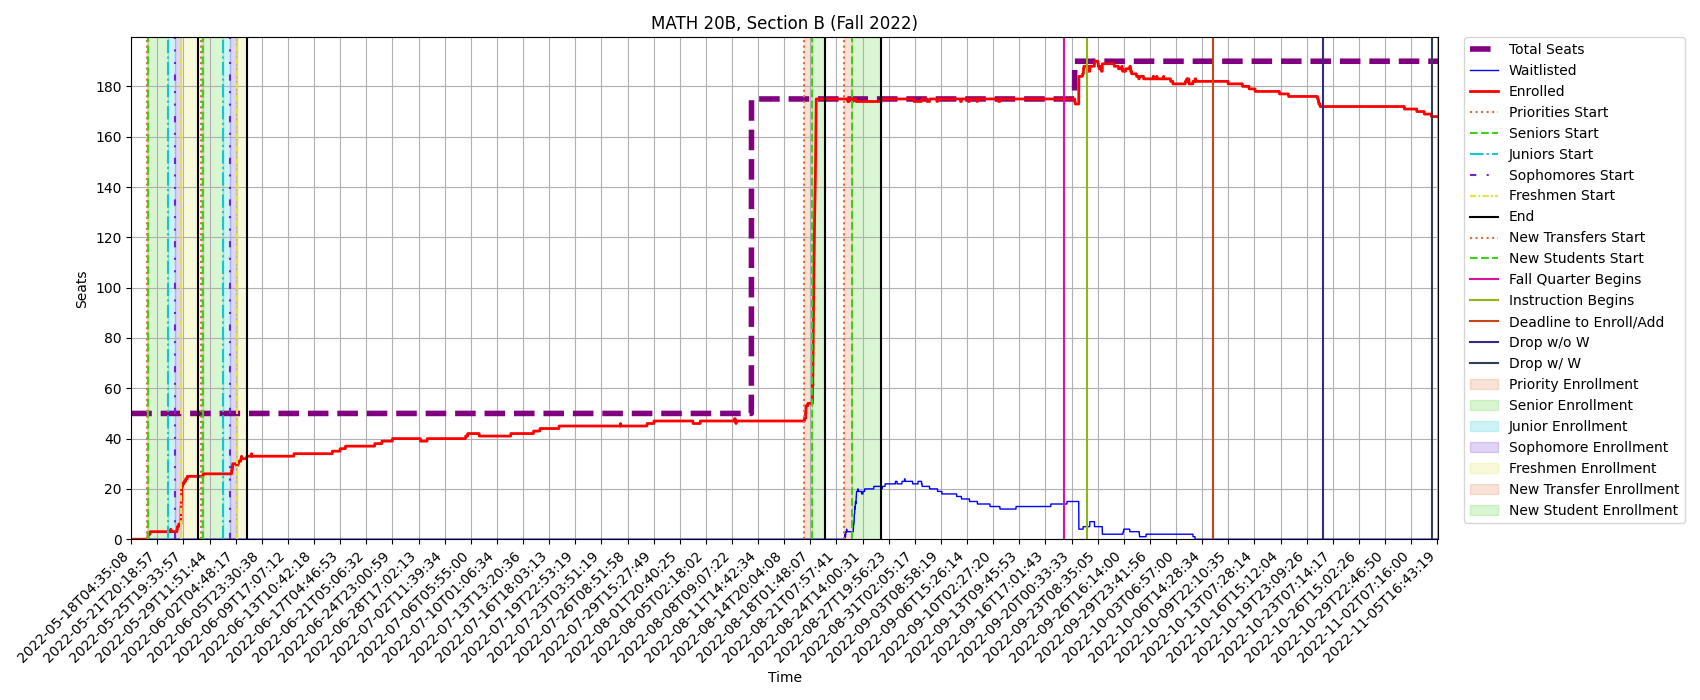 MATH 20B, Section B (Fall 2022)
Total Seats
Waitlisted
Enrolled
Priorities Start
Seniors Start
Juniors Start
Sophomores Start
Freshmen Start
End
New Transfers Start
New Students Start
Fall Quarter Begins
Instruction Begins
Deadline to Enroll/Add
Drop w/o W
Drop w/ W
Priority Enrollment
Senior Enrollment
Junior Enrollment
Sophomore Enrollment
Freshmen Enrollment
New Transfer Enrollment
New Student Enrollment
Seats
180
160
140
120
100
80
60
40
20
0
2022-05-18T04:35:08
2022-05-21T20:18:57
2022-05-25T19:33:57
2022-05-29T11:51:44
2022-06-02T04:48:17
2022-06-05T23:30:38
2022-06-09T17:07:12
2022-06-13T10:42:18
2022-06-17T04:46:53
2022-06-21T05:06:32
2022-06-24T23:00:59
2022-06-28T17:02:13
2022-07-02T11:39:34
2022-07-06T05:55:00
2022-07-10T01:06:34
2022-07-13T13:20:36
2022-07-16T18:03:13
2022-07-19T22:53:19
2022-07-23T03:51:19
2022-07-26T08:51:58
2022-07-29T15:27:49
2022-08-01T20:40:25
2022-08-05T02:18:02
2022-08-08T09:07:22
2022-08-11T14:42:34
2022-08-14T20:04:08
2022-08-18T01:48:07
2022-08-21T07:57:41
2022-08-24T14:00:31
2022-08-27T19:56:23
2022-08-31T02:05:17
2022-09-03T08:58:19
2022-09-06T15:26:14
2022-09-10T02:27:20
2022-09-13T09:45:53
2022-09-16T17:01:43
2022-09-20T00:33:33
2022-09-23T08:35:05
2022-09-26T16:14:00
2022-09-29T23:41:56
2022-10-03T06:57:00
2022-10-06T14:28:34
2022-10-09T22:10:35
2022-10-13T07:28:14
2022-10-16T15:12:04
2022-10-19T23:09:26
2022-10-23T07:14:17
2022-10-26T15:02:26
2022-10-29T22:46:50
2022-11-02T07:16:00
2022-11-05T16:43:19
Time